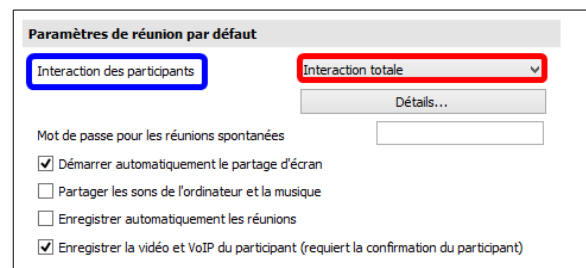 Paramètres de réunion par défaut
Interaction des participants Interaction totale
Détails...
Mot de passe pour les réunions spontanées
Démarrer automatiquement le partage d'écran
Partager les sons de l'ordinateur et la musique
Enregistrer automatiquement les réunions
Enregistrer la vidéo et VoIP du participant (requiert la confirmation du participant)